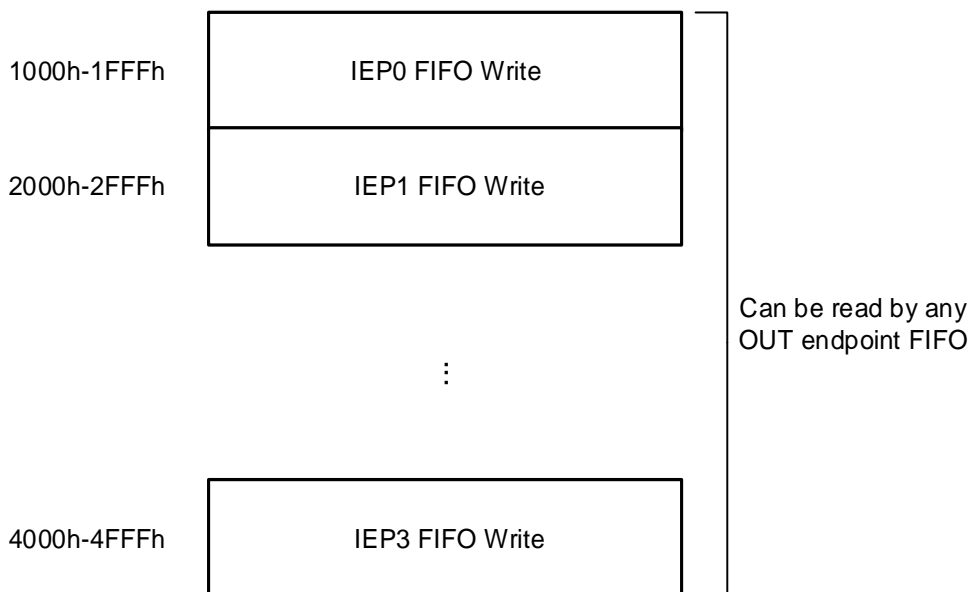 1000h-1FFFh
IEP0 FIFO Write
2000h-2FFFh
IEP1 FIFO Write
Can be read by any
OUT endpoint FIFO
...
4000h-4FFFh
IEP3 FIFO Write